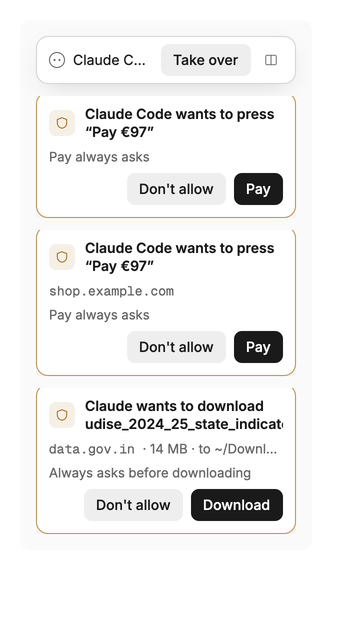 Claude C...
Take over
Claude Code wants to press
“Pay €97”
Pay always asks
Don't allow
Pay
Claude Code wants to press
“Pay €97”
shop.example.com
Pay always asks
Don't allow
Pay
Claude wants to download
udise_2024_25_state_indicat
data.gov.in · 14 MB · to ~/Downl...
Always asks before downloading
Don't allow
Download